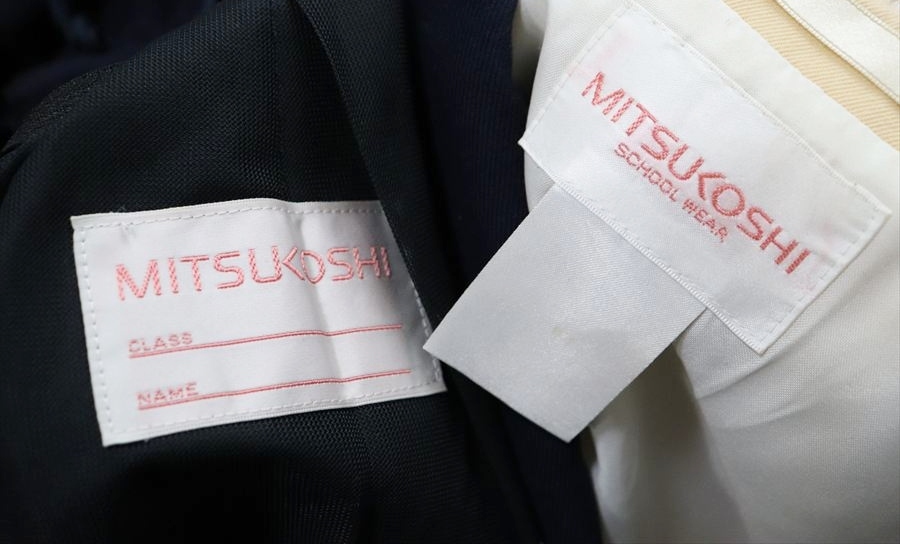 MITSUKOSHI
CLASS
NAME
MITSUKOSHI
SCHOOL WEAR